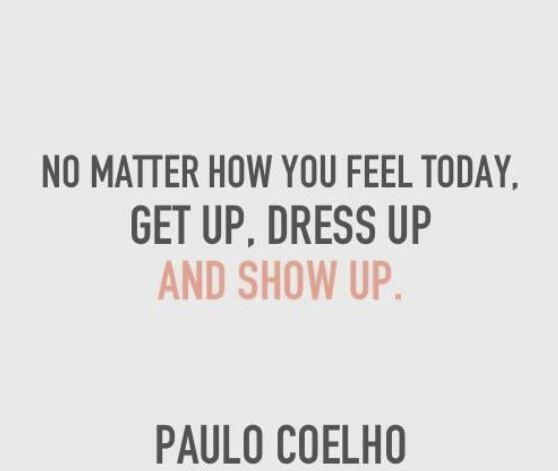 NO MATTER HOW YOU FEEL TODAY,
GET UP, DRESS UP
AND SHOW UP.
PAULO COELHO